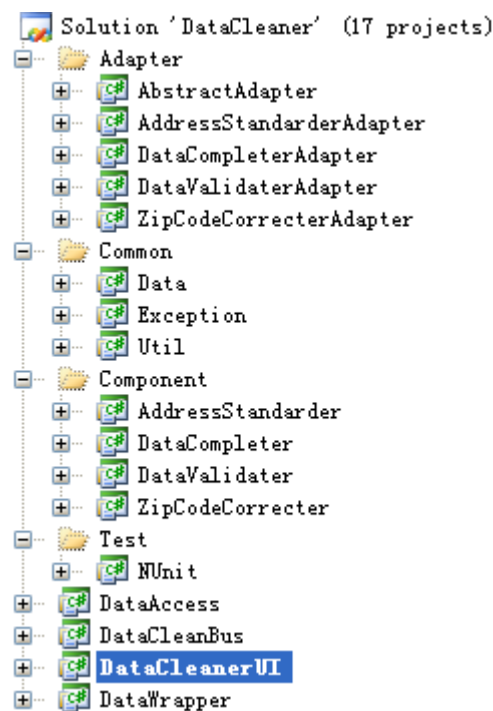 Solution 'DataCleaner' (17 projects)
Adapter
C# AbstractAdapter
C# AddressStandarderAdapter
C# DataCompleterAdapter
C# DataValidaterAdapter
C# ZipCodeCorrecterAdapter
Common
C# Data
C# Exception
C# Util
Component
C# AddressStandarder
C# DataCompleter
C# DataValidater
C# ZipCodeCorrecter
Test
C# NUnit
C# DataAccess
C# DataCleanBus
C# DataCleanerUI
C# DataWrapper